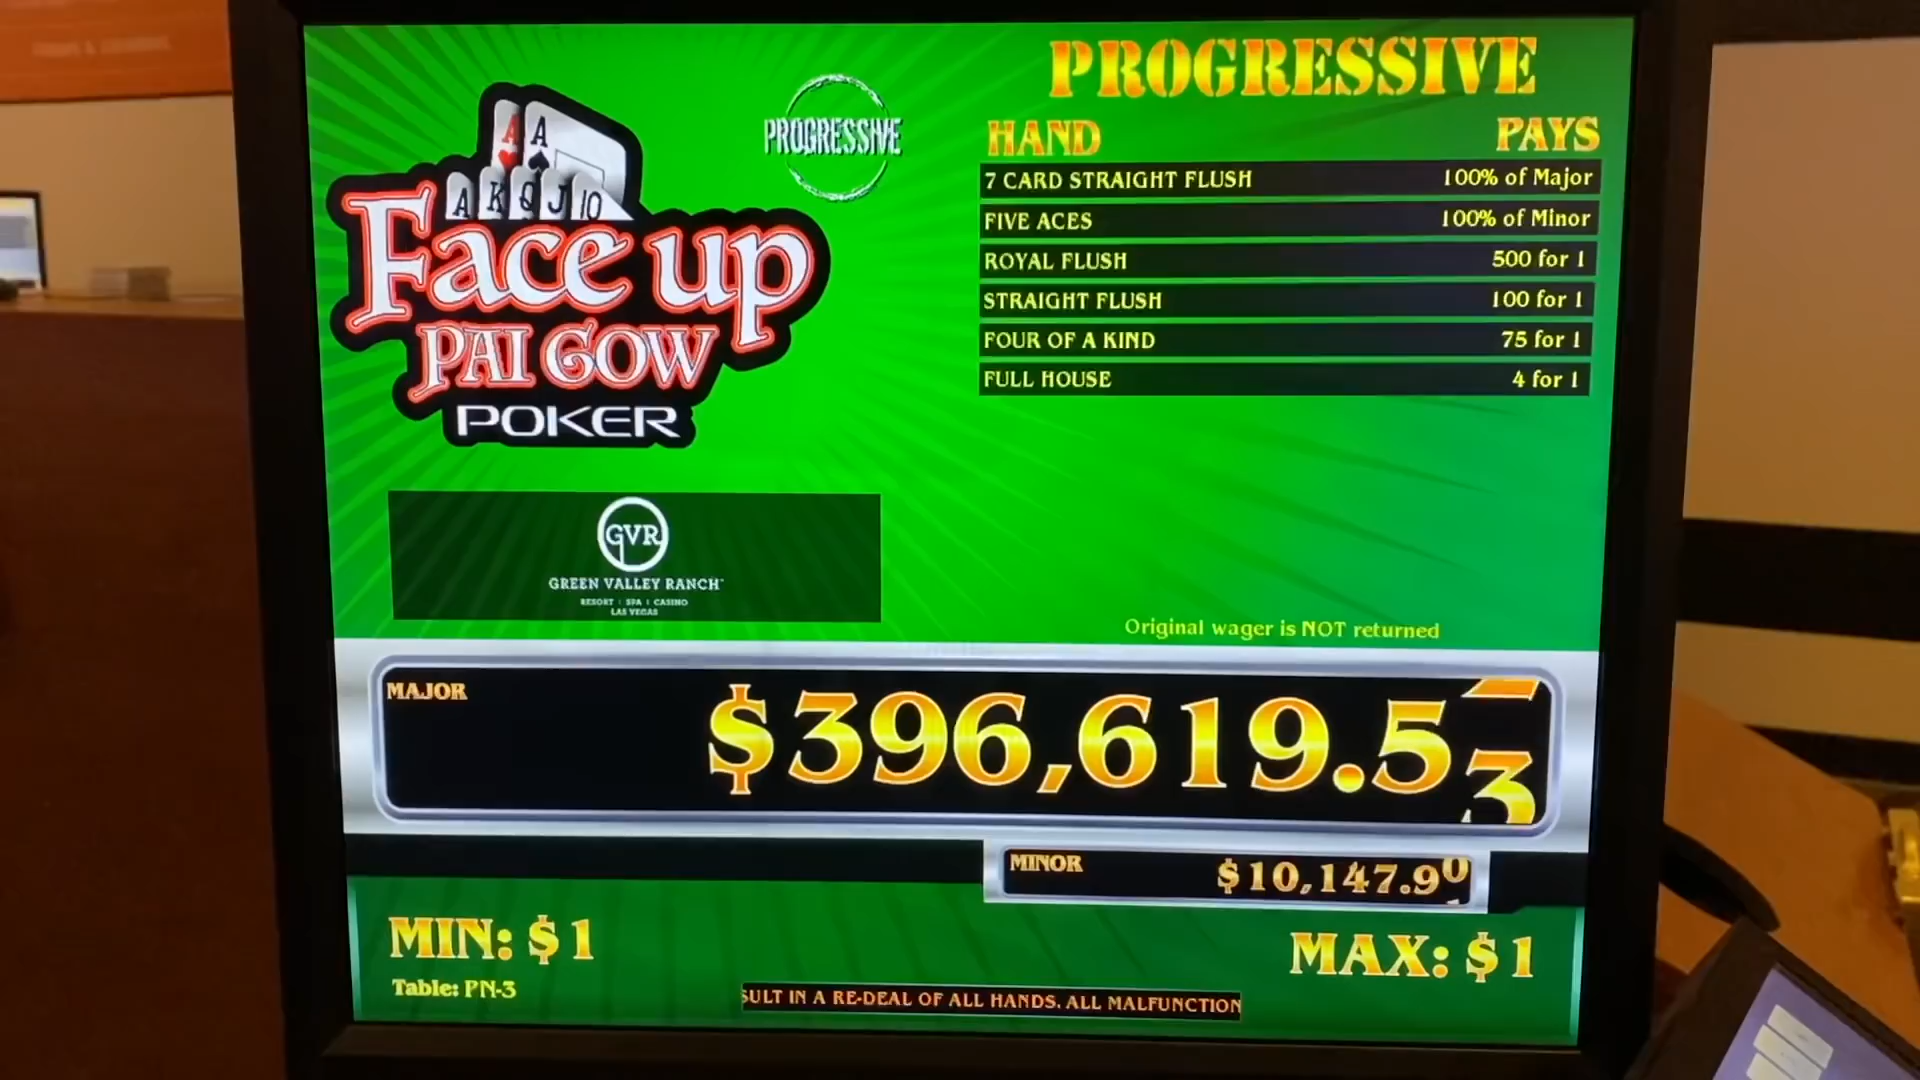 PROGRESSIVE
A A
A K Q J 10
Face up
PAI GOW
POKER
PROGRESSIVE
HAND PAYS
7 CARD STRAIGHT FLUSH 100% of Major
FIVE ACES 100% of Minor
ROYAL FLUSH 500 for 1
STRAIGHT FLUSH 100 for 1
FOUR OF A KIND 75 for 1
FULL HOUSE 4 for 1
GVR
GREEN VALLEY RANCH
RESORT | SPA | CASINO
LAS VEGAS
Original wager is NOT returned
MAJOR $396,619.53
MINOR $10,147.90
MIN: $1
MAX: $1
Table: PN-3
SULT IN A RE-DEAL OF ALL HANDS. ALL MALFUNCTION